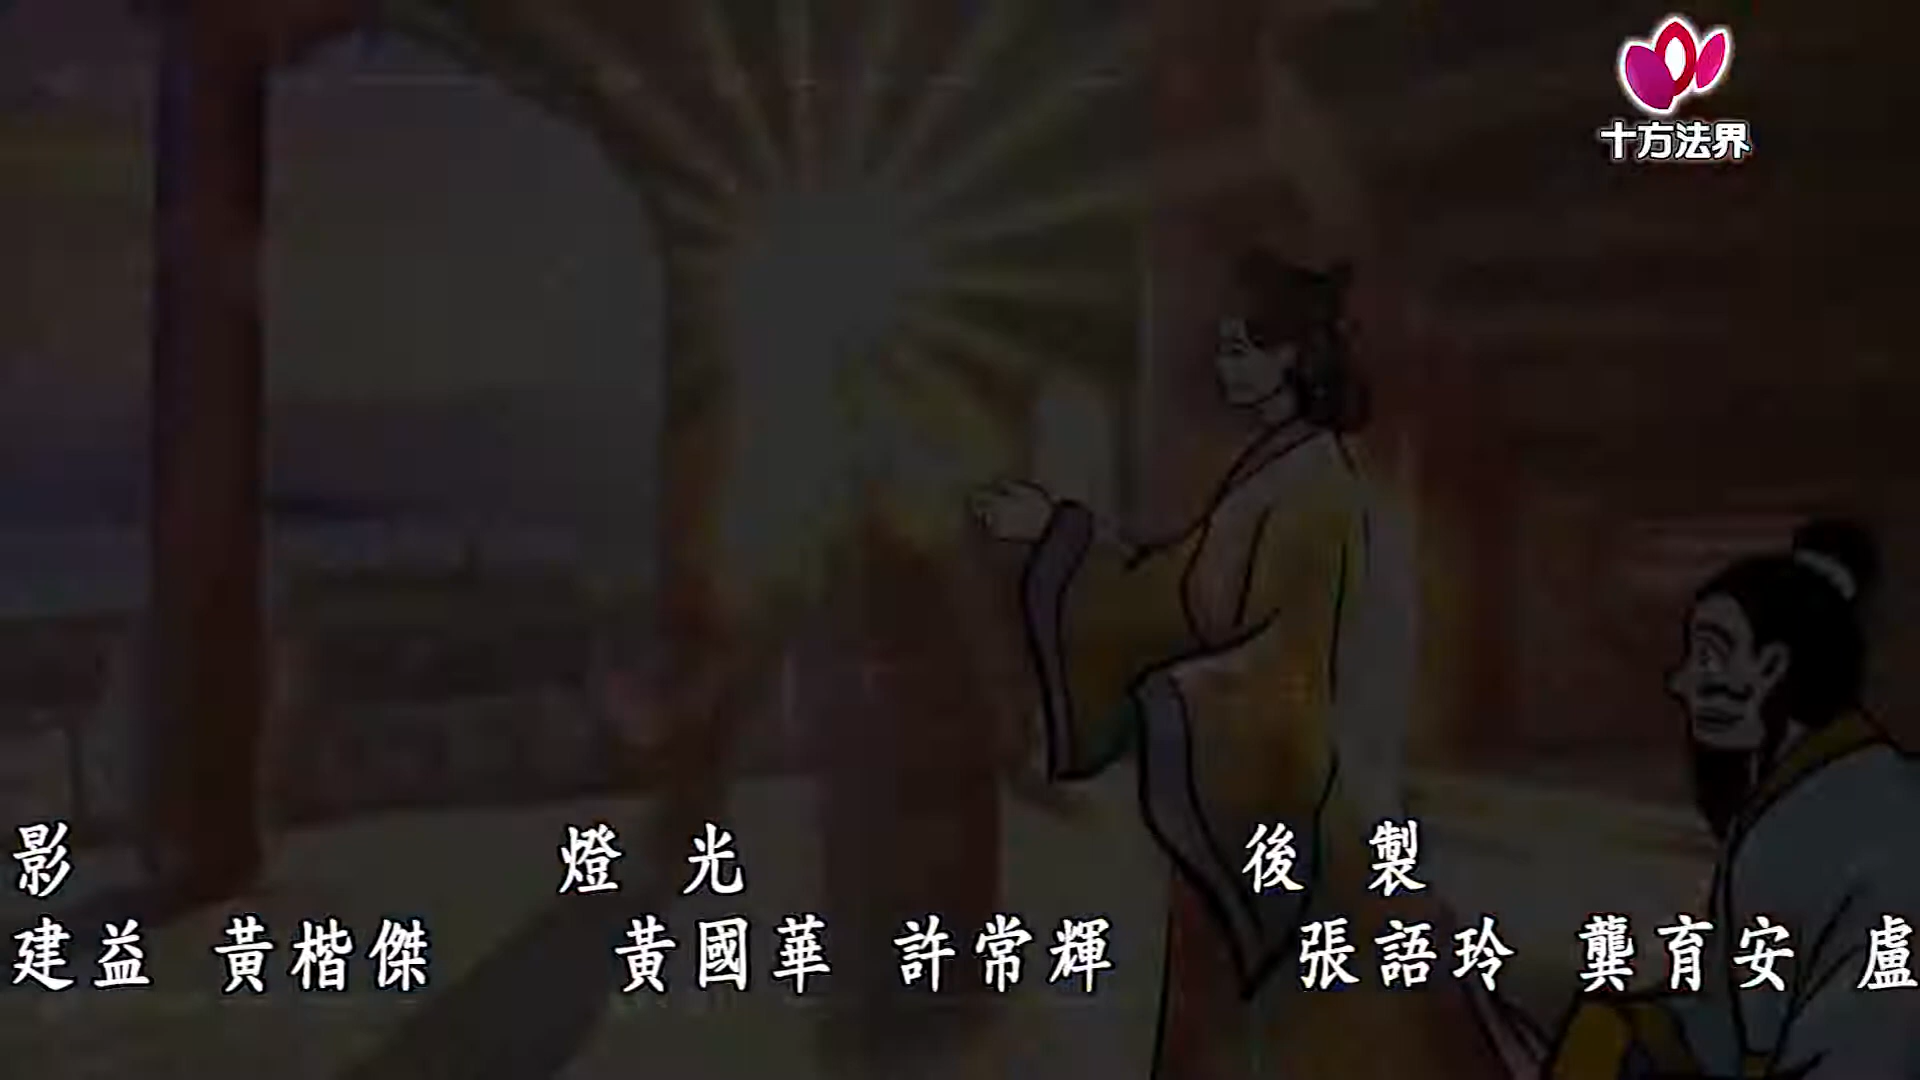 十方法界
影 燈光 後製
建益 黃楷傑 黃國華 許常輝 張語玲 龔育安 盧